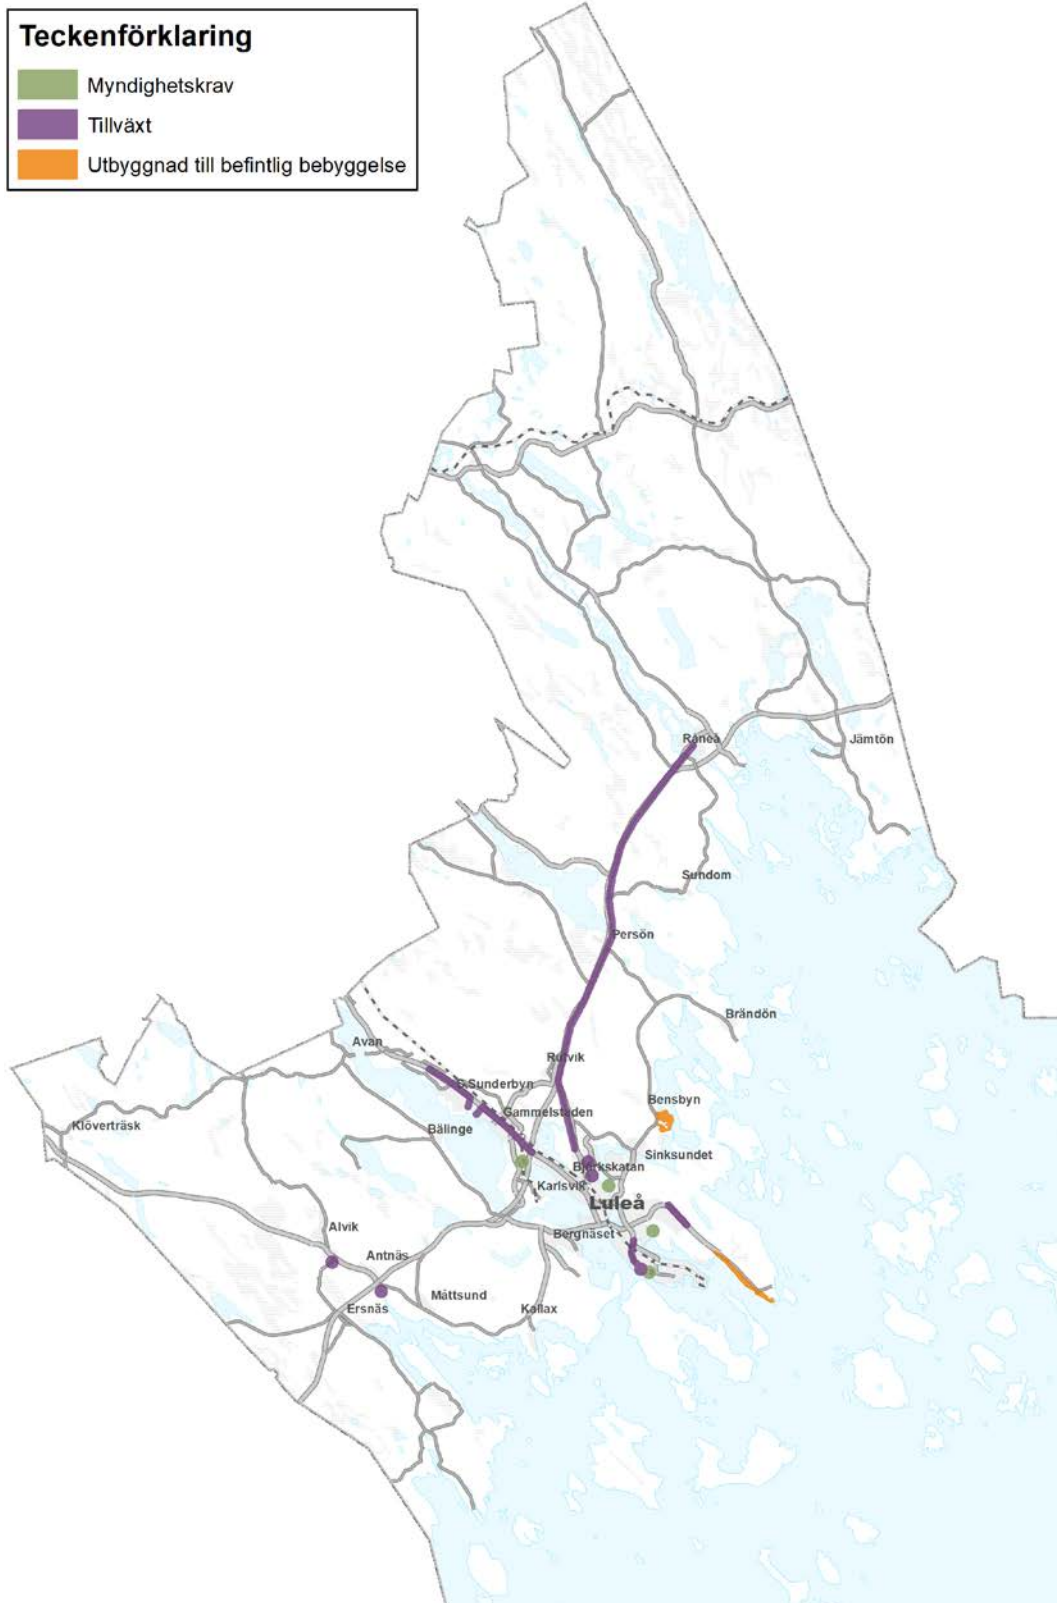 Teckenförklaring
Myndighetskrav
Tillväxt
Utbyggnad till befintlig bebyggelse
Råneå
Jämtön
Sundom
Persön
Brändön
Avan
Rutvik
S.Sunderbyn
Bensbyn
Gammelstaden
Klöverträsk
Bälinge
Sinksundet
Björkskatan
Karlsvik
Luleå
Alvik
Bergnäset
Antnäs
Måttsund
Ersnäs
Kallax